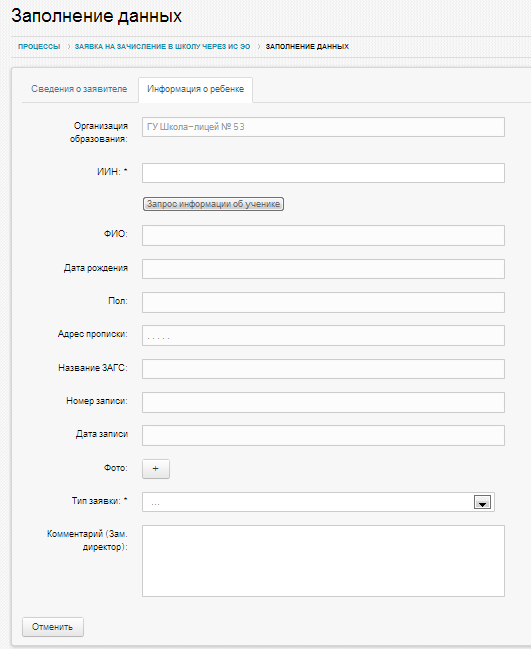 Заполнение данных
ПРОЦЕССЫ › ЗАЯВКА НА ЗАЧИСЛЕНИЕ В ШКОЛУ ЧЕРЕЗ ИС ЭО › ЗАПОЛНЕНИЕ ДАННЫХ
Сведения о заявителе Информация о ребенке
Организация
образования: ГУ Школа-лицей № 53
ИИН: *
Запрос информации об ученике
ФИО:
Дата рождения
Пол:
Адрес прописки: . . . . .
Название ЗАГС:
Номер записи:
Дата записи
Фото: +
Тип заявки: * ...
Комментарий (Зам.
директор):
Отменить